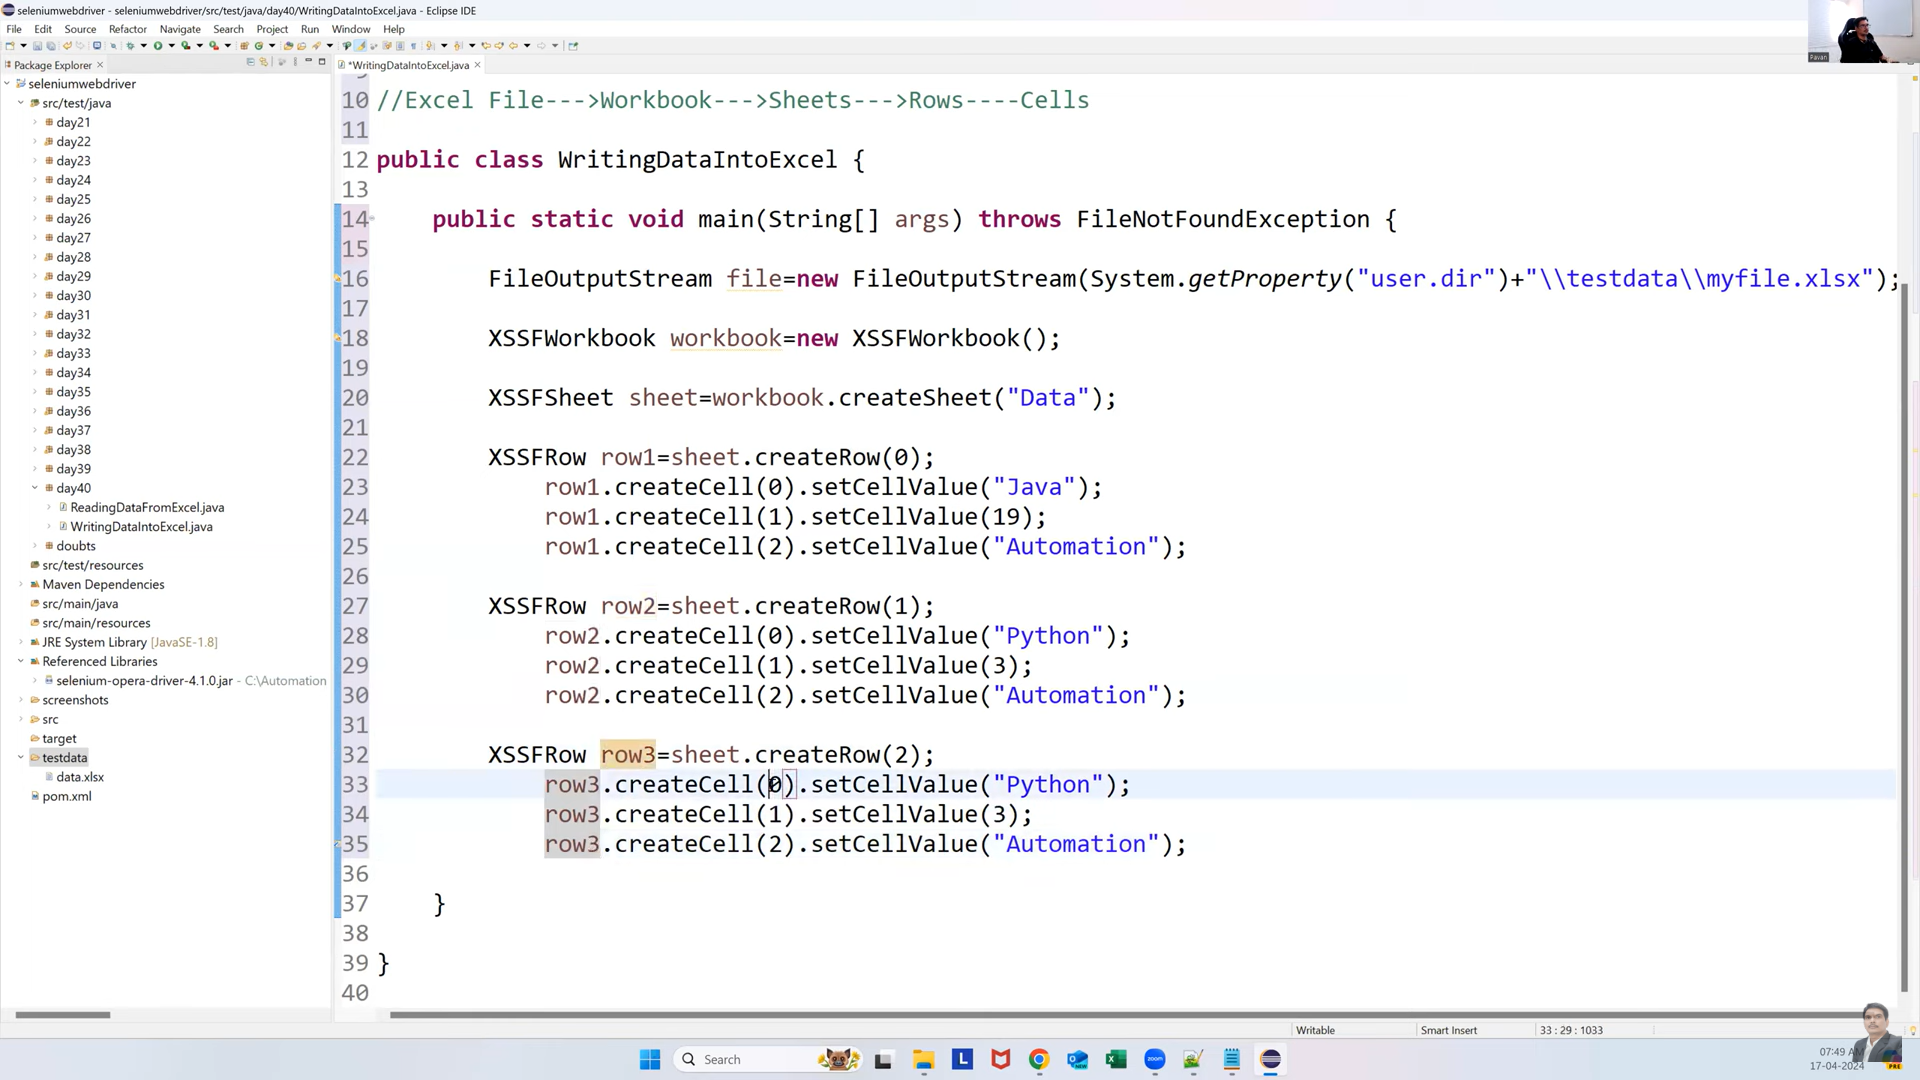 seleniumwebdriver - seleniumwebdriver/src/test/java/day40/WritingDataIntoExcel.java - Eclipse IDE
File Edit Source Refactor Navigate Search Project Run Window Help
Package Explorer
*WritingDataIntoExcel.java
Pavan
seleniumwebdriver
src/test/java
day21
day22
day23
day24
day25
day26
day27
day28
day29
day30
day31
day32
day33
day34
day35
day36
day37
day38
day39
day40
ReadingDataFromExcel.java
WritingDataIntoExcel.java
doubts
src/test/resources
Maven Dependencies
src/main/java
src/main/resources
JRE System Library [JavaSE-1.8]
Referenced Libraries
selenium-opera-driver-4.1.0.jar - C:\Automation
screenshots
src
target
testdata
data.xlsx
pom.xml
10 //Excel File--->Workbook--->Sheets--->Rows----Cells
11
12 public class WritingDataIntoExcel {
13
14 public static void main(String[] args) throws FileNotFoundException {
15
16 FileOutputStream file=new FileOutputStream(System.getProperty("user.dir")+"\\testdata\\myfile.xlsx");
17
18 XSSFWorkbook workbook=new XSSFWorkbook();
19
20 XSSFSheet sheet=workbook.createSheet("Data");
21
22 XSSFRow row1=sheet.createRow(0);
23 row1.createCell(0).setCellValue("Java");
24 row1.createCell(1).setCellValue(19);
25 row1.createCell(2).setCellValue("Automation");
26
27 XSSFRow row2=sheet.createRow(1);
28 row2.createCell(0).setCellValue("Python");
29 row2.createCell(1).setCellValue(3);
30 row2.createCell(2).setCellValue("Automation");
31
32 XSSFRow row3=sheet.createRow(2);
33 row3.createCell(0).setCellValue("Python");
34 row3.createCell(1).setCellValue(3);
35 row3.createCell(2).setCellValue("Automation");
36
37 }
38
39 }
40
Writable Smart Insert 33 : 29 : 1033
Search
07:49 AM
17-04-2024